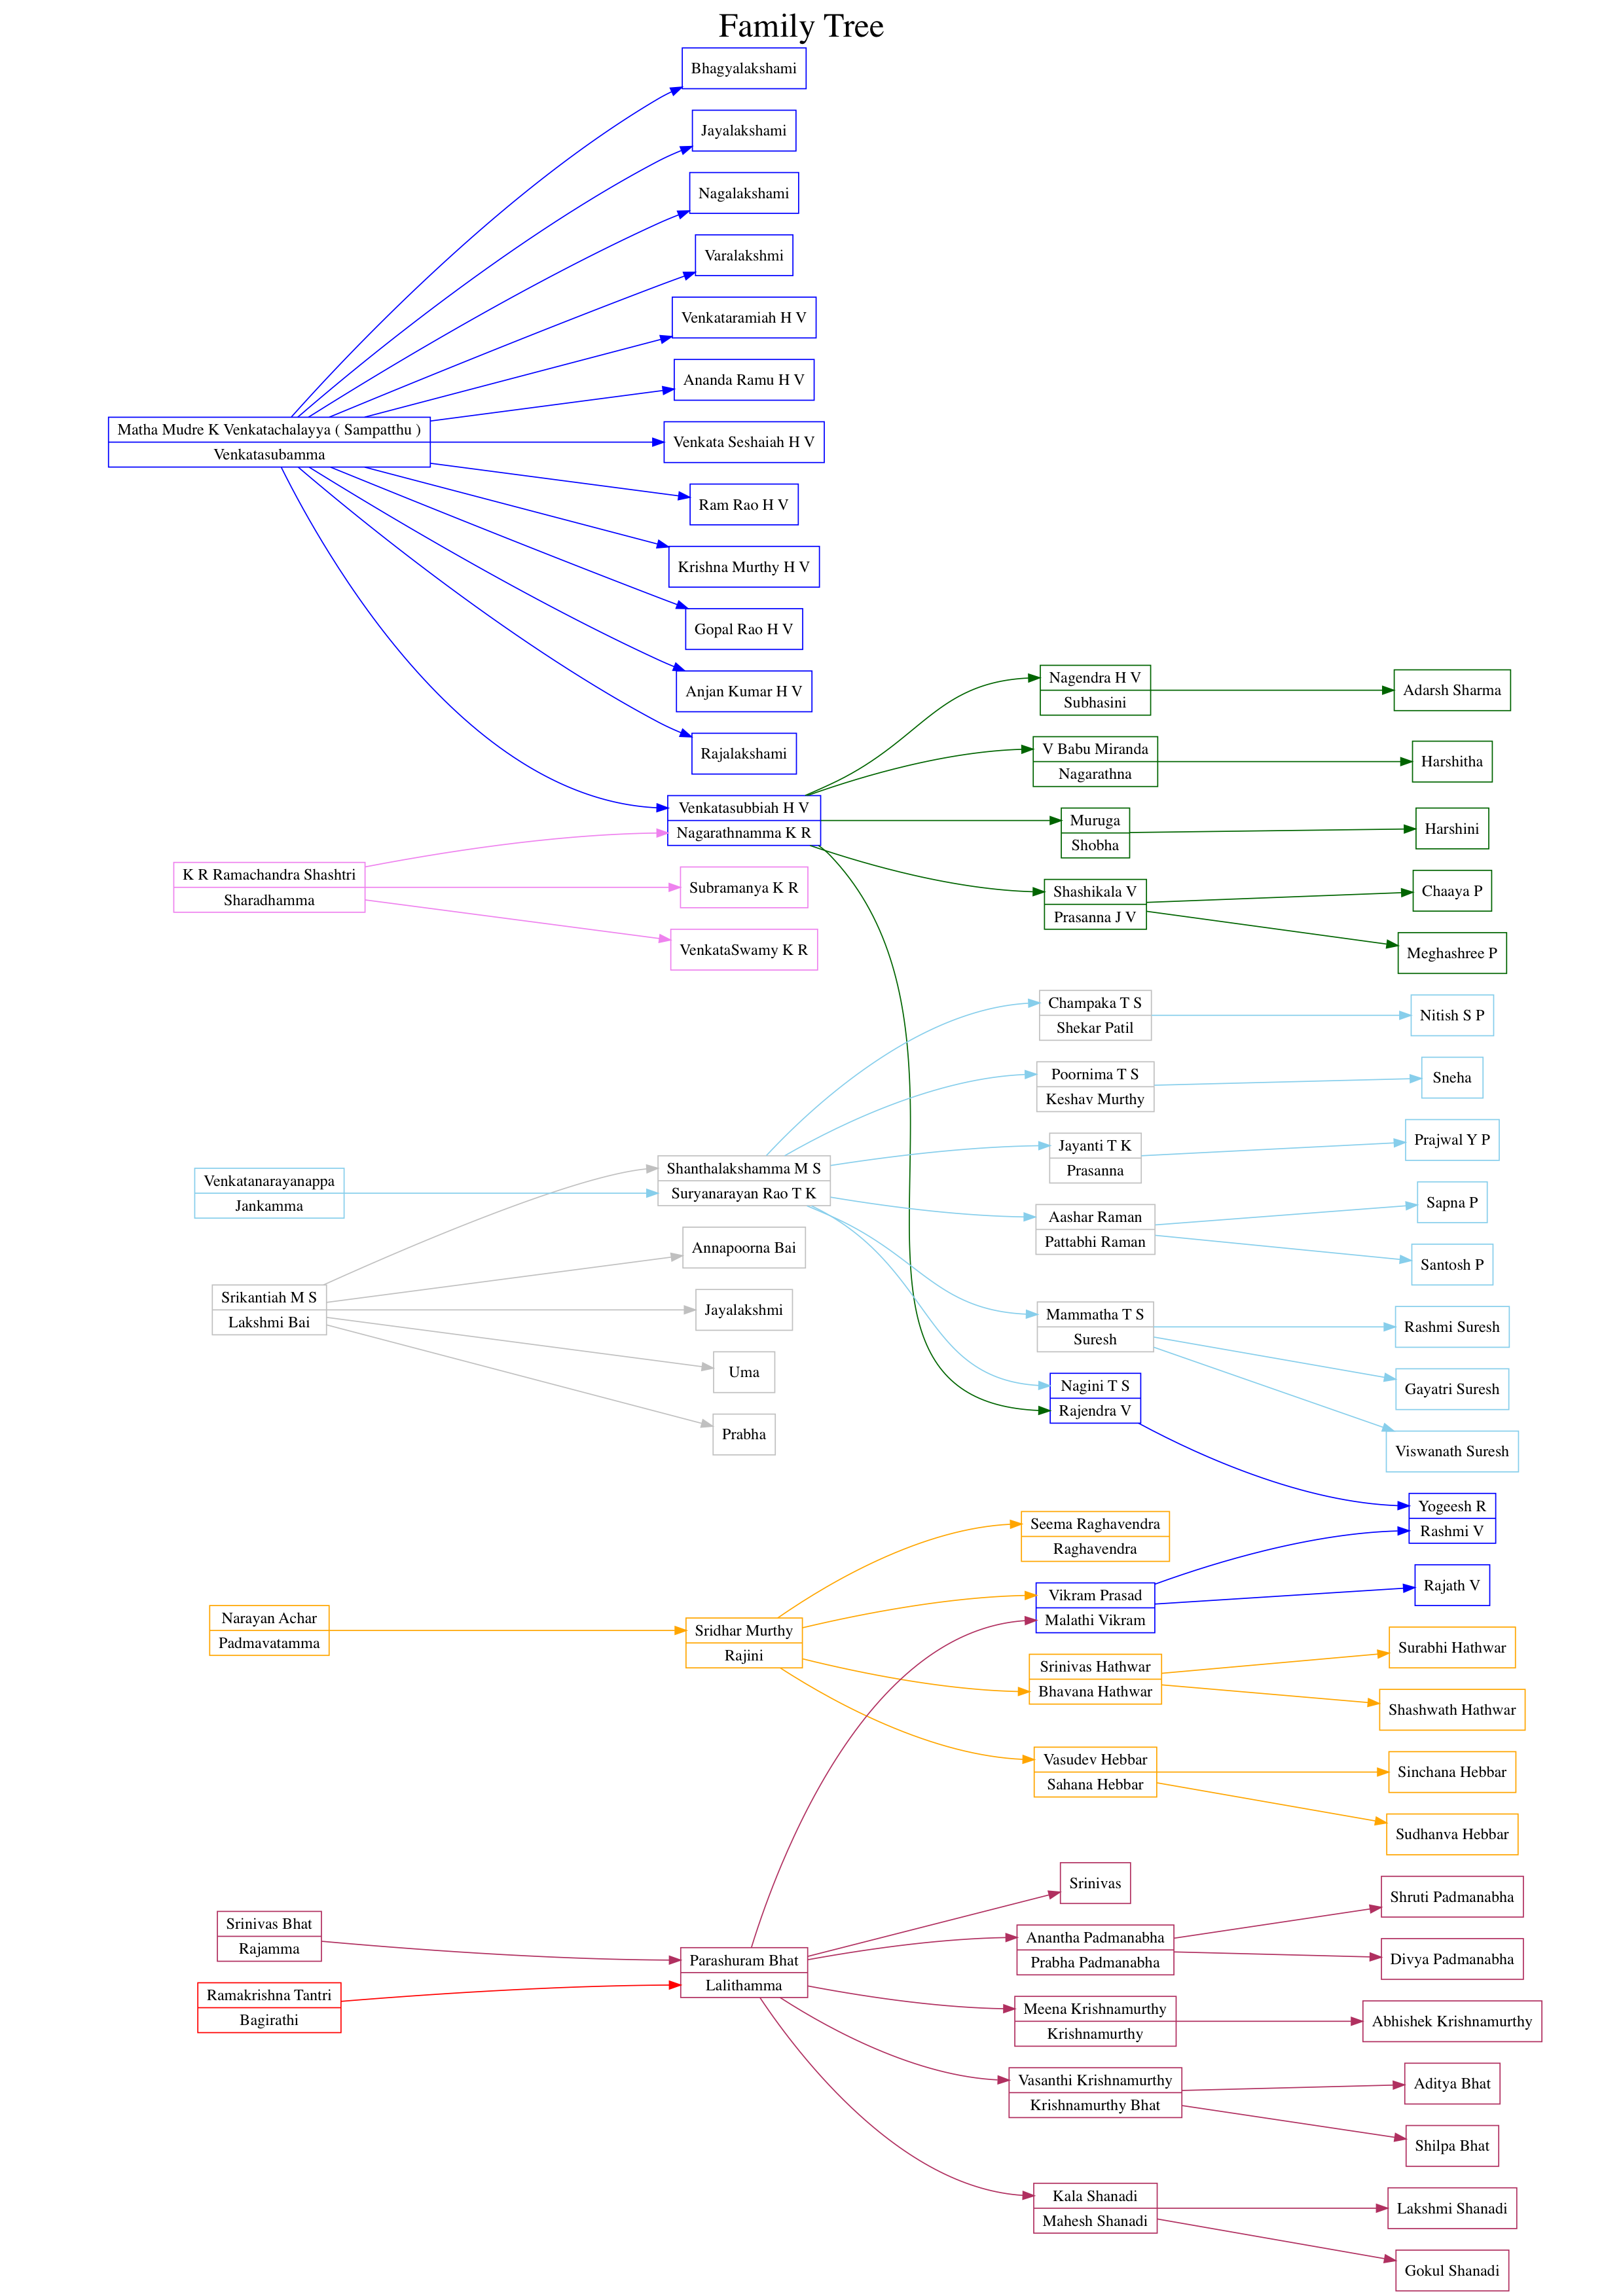 Family Tree
Bhagyalakshami
Jayalakshami
Nagalakshami
Varalakshmi
Venkataramiah H V
Ananda Ramu H V
Matha Mudre K Venkatachalayya ( Sampatthu )
Venkatasubamma
Venkata Seshaiah H V
Ram Rao H V
Krishna Murthy H V
Gopal Rao H V
Anjan Kumar H V
Rajalakshami
Venkatasubbiah H V
Nagarathnamma K R
K R Ramachandra Shashtri
Sharadhamma
Subramanya K R
VenkataSwamy K R
Nagendra H V
Subhasini
Adarsh Sharma
V Babu Miranda
Nagarathna
Harshitha
Muruga
Shobha
Harshini
Shashikala V
Prasanna J V
Chaaya P
Meghashree P
Champaka T S
Shekar Patil
Nitish S P
Poornima T S
Keshav Murthy
Sneha
Jayanti T K
Prasanna
Prajwal Y P
Venkatanarayanappa
Jankamma
Shanthalakshamma M S
Suryanarayan Rao T K
Aashar Raman
Pattabhi Raman
Sapna P
Santosh P
Annapoorna Bai
Srikantiah M S
Lakshmi Bai
Jayalakshmi
Uma
Prabha
Mammatha T S
Suresh
Rashmi Suresh
Gayatri Suresh
Viswanath Suresh
Nagini T S
Rajendra V
Yogeesh R
Rashmi V
Seema Raghavendra
Raghavendra
Vikram Prasad
Malathi Vikram
Rajath V
Narayan Achar
Padmavatamma
Sridhar Murthy
Rajini
Srinivas Hathwar
Bhavana Hathwar
Surabhi Hathwar
Shashwath Hathwar
Vasudev Hebbar
Sahana Hebbar
Sinchana Hebbar
Sudhanva Hebbar
Srinivas
Srinivas Bhat
Rajamma
Ramakrishna Tantri
Bagirathi
Parashuram Bhat
Lalithamma
Anantha Padmanabha
Prabha Padmanabha
Shruti Padmanabha
Divya Padmanabha
Meena Krishnamurthy
Krishnamurthy
Abhishek Krishnamurthy
Vasanthi Krishnamurthy
Krishnamurthy Bhat
Aditya Bhat
Shilpa Bhat
Kala Shanadi
Mahesh Shanadi
Lakshmi Shanadi
Gokul Shanadi